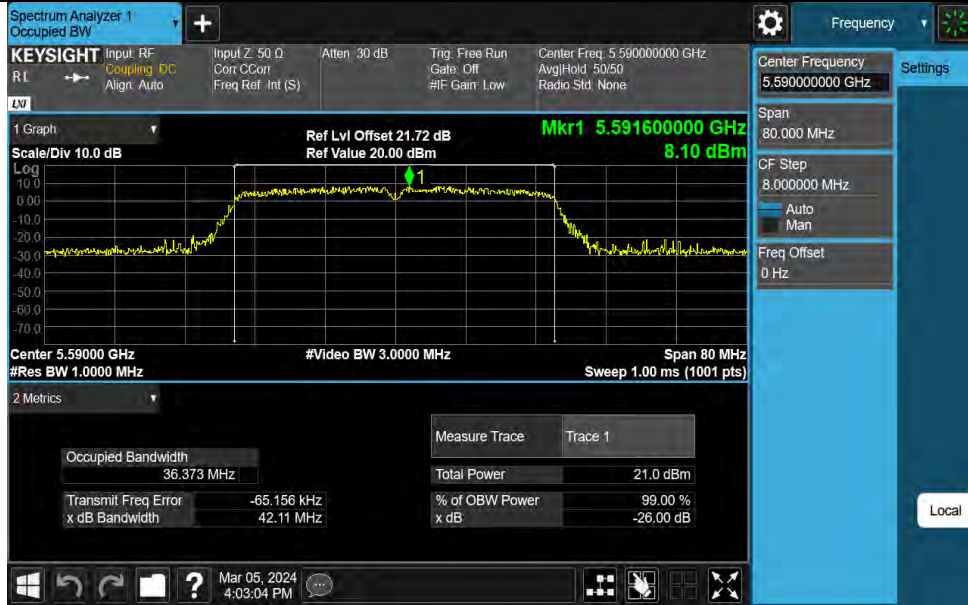 Spectrum Analyzer 1
Occupied BW
Frequency
KEYSIGHT Input: RF Input Z: 50 Ω Atten: 30 dB Trig: Free Run Center Freq: 5.590000000 GHz
RL Coupling: DC Corr CCorr Gate: Off Avg|Hold: 50/50
Align: Auto Freq Ref: Int (S) #IF Gain: Low Radio Std: None
LXI
Center Frequency
5.590000000 GHz
Settings
Span
80.000 MHz
CF Step
8.000000 MHz
Auto
Man
Freq Offset
0 Hz
Local
1 Graph
Ref Lvl Offset 21.72 dB
Mkr1 5.591600000 GHz
Scale/Div 10.0 dB
Ref Value 20.00 dBm
8.10 dBm
Log
10.0
0.00
-10.0
-20.0
-30.0
-40.0
-50.0
-60.0
-70.0
1
Center 5.59000 GHz #Video BW 3.0000 MHz Span 80 MHz
#Res BW 1.0000 MHz Sweep 1.00 ms (1001 pts)
2 Metrics
Measure Trace Trace 1
Occupied Bandwidth
36.373 MHz
Total Power 21.0 dBm
Transmit Freq Error -65.156 kHz % of OBW Power 99.00 %
x dB Bandwidth 42.11 MHz x dB -26.00 dB
?
Mar 05, 2024
4:03:04 PM